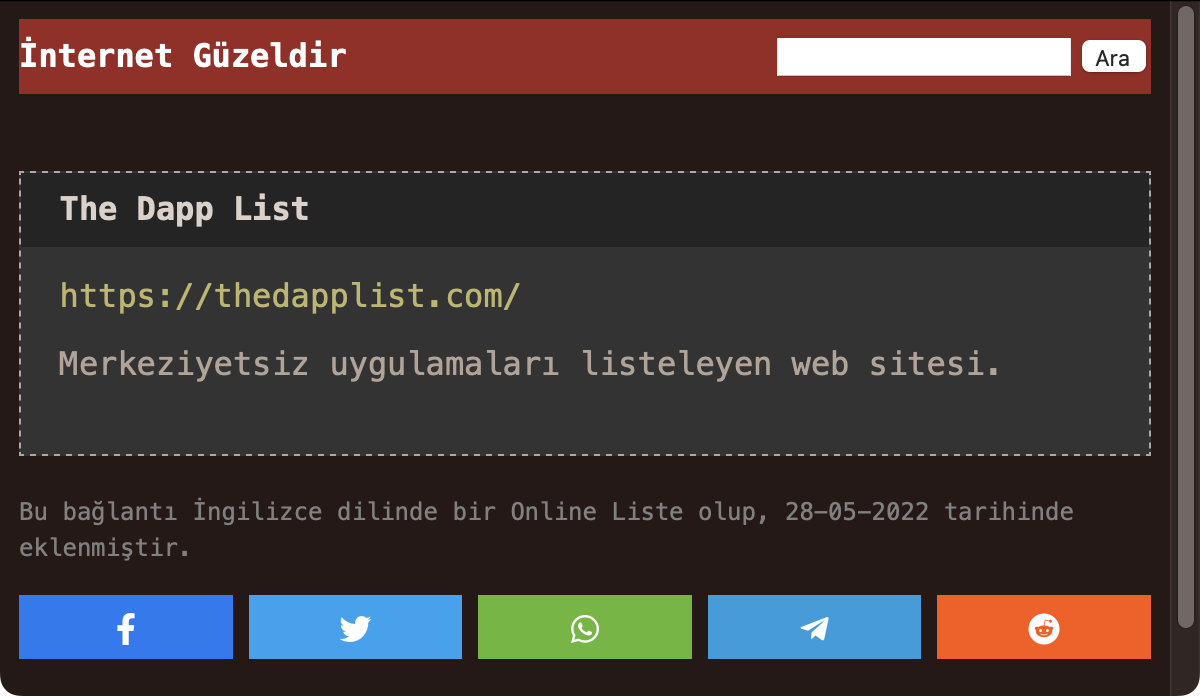 İnternet Güzeldir
Ara
The Dapp List
https://thedapplist.com/
Merkeziyetsiz uygulamaları listeleyen web sitesi.
Bu bağlantı İngilizce dilinde bir Online Liste olup, 28-05-2022 tarihinde
eklenmiştir.